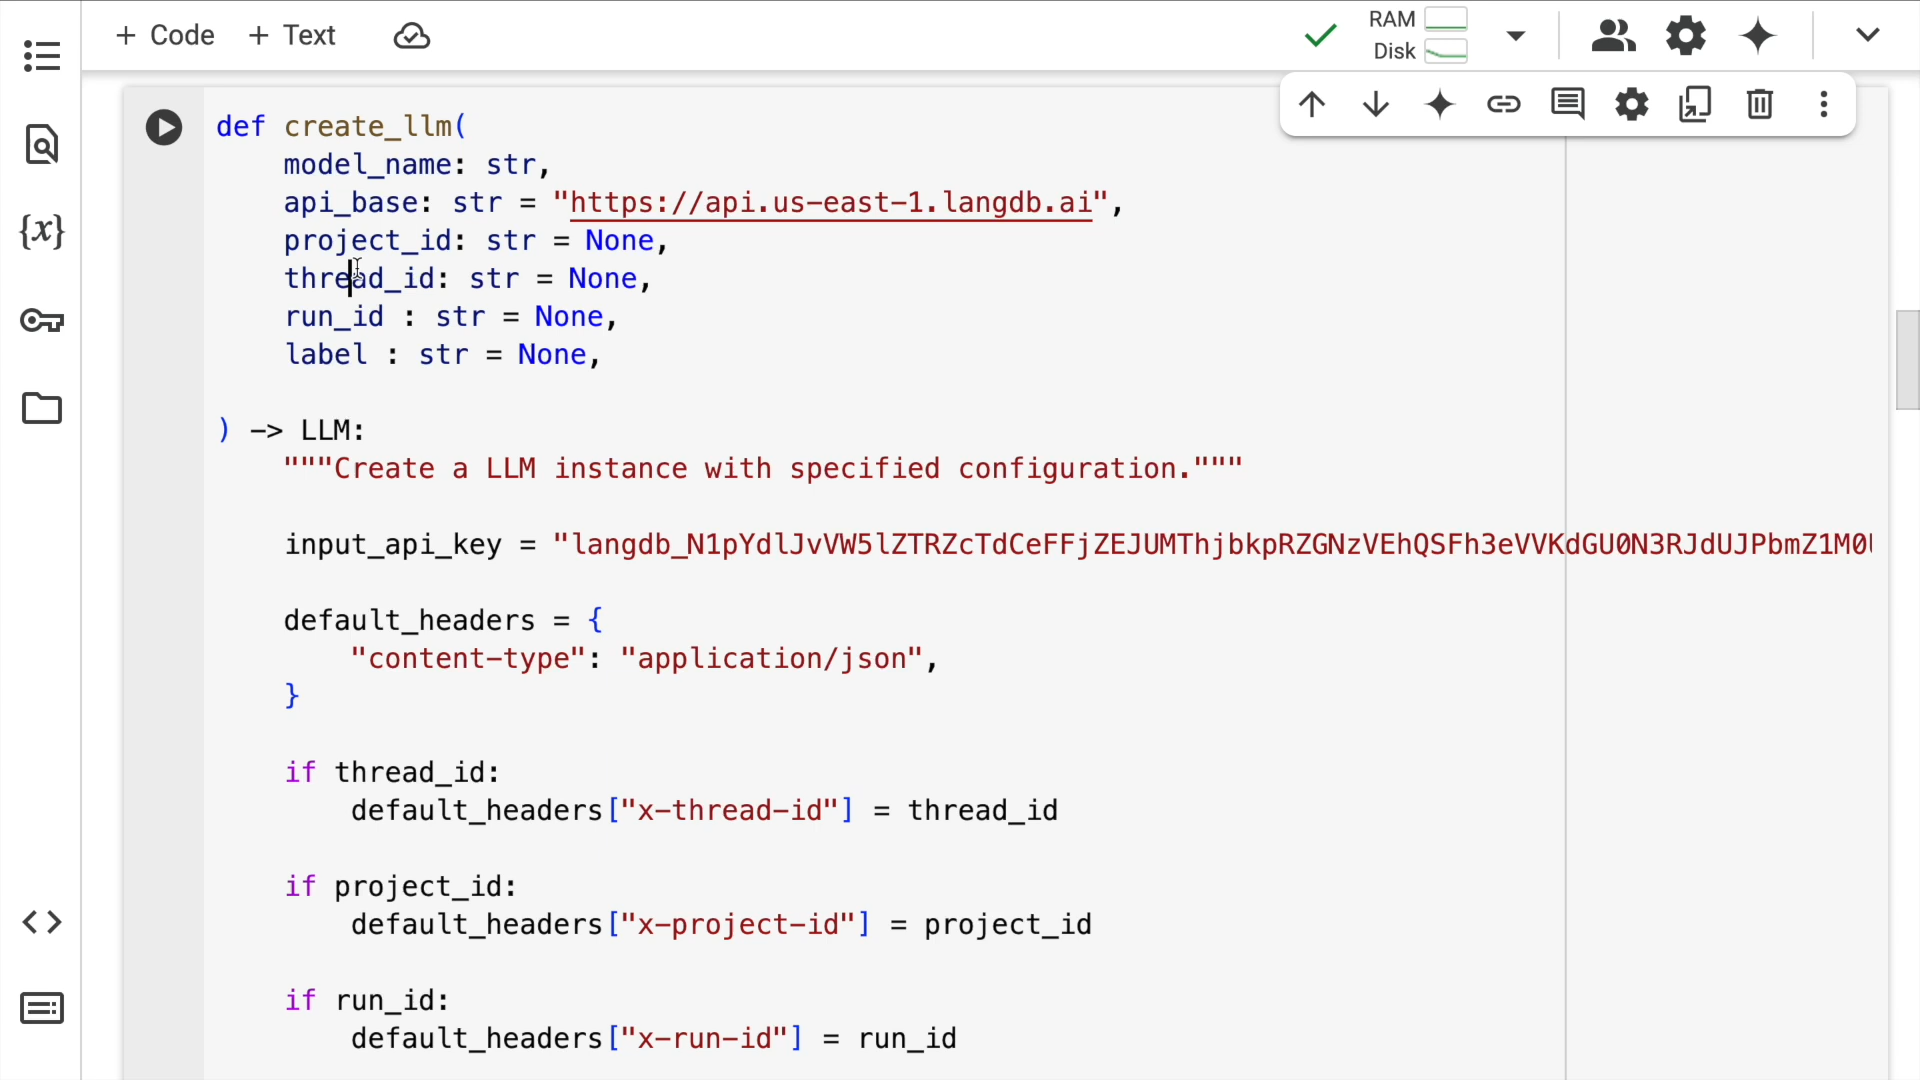 + Code + Text
RAM
Disk
def create_llm(
model_name: str,
api_base: str = "https://api.us-east-1.langdb.ai",
project_id: str = None,
thread_id: str = None,
run_id : str = None,
label : str = None,
) -> LLM:
"""Create a LLM instance with specified configuration."""
input_api_key = "
default_headers = {
"content-type": "application/json",
}
if thread_id:
default_headers["x-thread-id"] = thread_id
if project_id:
default_headers["x-project-id"] = project_id
if run_id:
default_headers["x-run-id"] = run_id